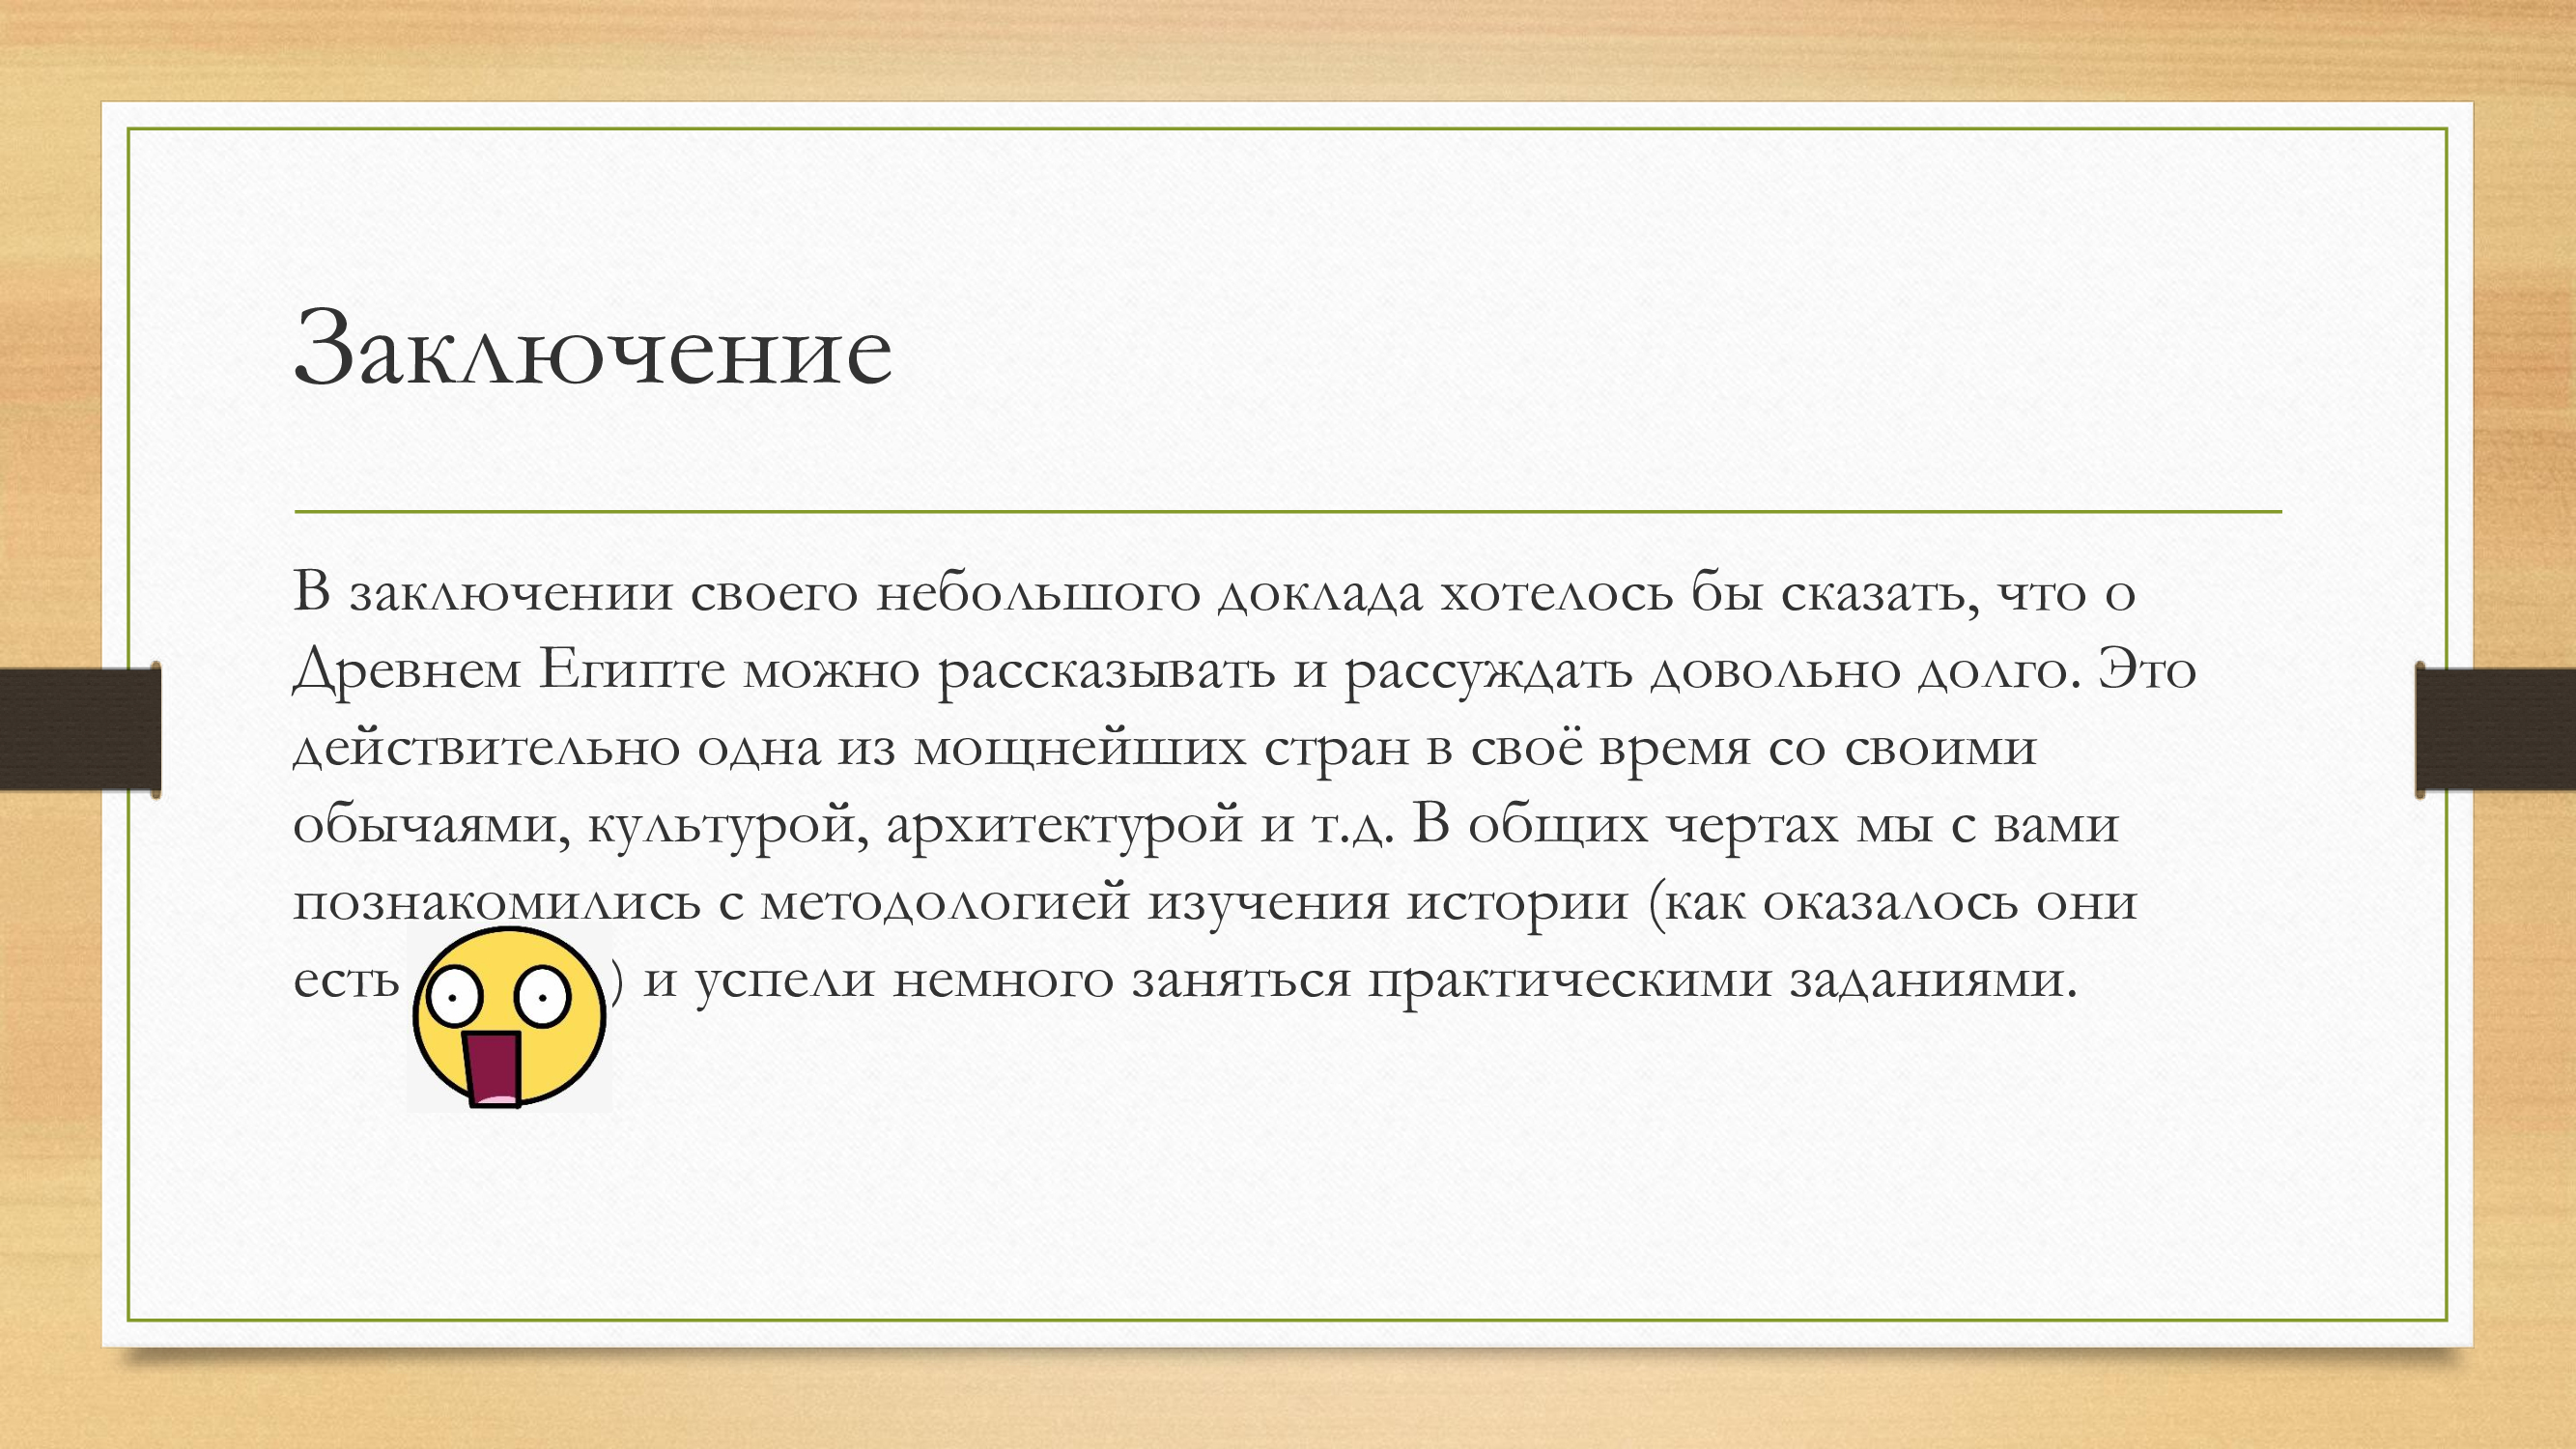 Заключение
В заключении своего небольшого доклада хотелось бы сказать, что о
Древнем Египте можно рассказывать и рассуждать довольно долго. Это
действительно одна из мощнейших стран в своё время со своими
обычаями, культурой, архитектурой и т.д. В общих чертах мы с вами
познакомились с методологией изучения истории (как оказалось они
есть ) и успели немного заняться практическими заданиями.